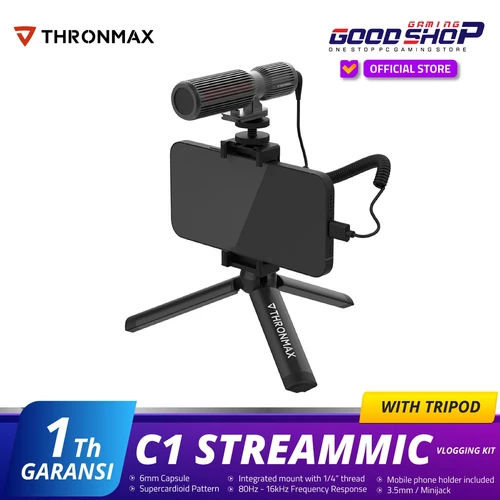 THRONMAX
GAMING
GOODSHOP
ONE STOP PC GAMING STORE
OFFICIAL STORE
THRONMAX
WITH TRIPOD
1Th
GARANSI
C1 STREAMMIC VLOGGING KIT
• 6mm Capsule
• Integrated mount with 1/4" thread
• Mobile phone holder included
• Supercardioid Pattern
• 80Hz - 16kHz Frequency Response
• 3.5mm / Minijack